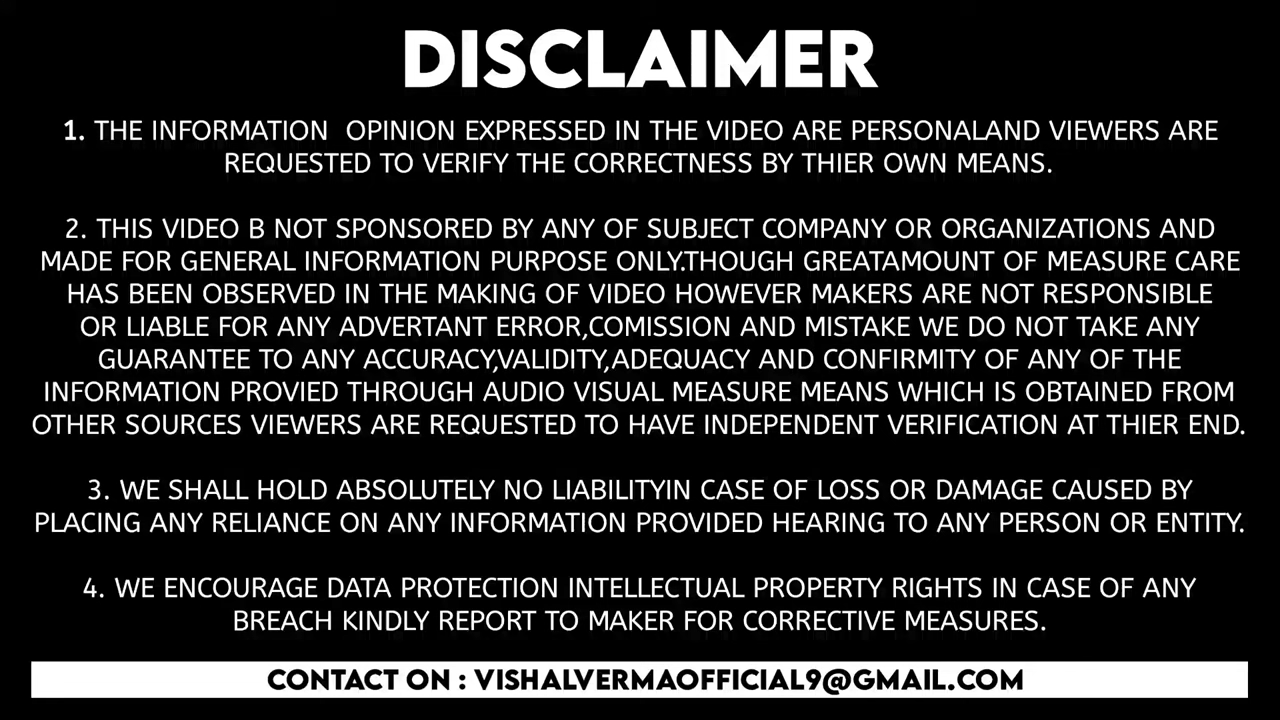 DISCLAIMER
1. THE INFORMATION OPINION EXPRESSED IN THE VIDEO ARE PERSONALAND VIEWERS ARE
REQUESTED TO VERIFY THE CORRECTNESS BY THIER OWN MEANS.
2. THIS VIDEO B NOT SPONSORED BY ANY OF SUBJECT COMPANY OR ORGANIZATIONS AND
MADE FOR GENERAL INFORMATION PURPOSE ONLY.THOUGH GREATAMOUNT OF MEASURE CARE
HAS BEEN OBSERVED IN THE MAKING OF VIDEO HOWEVER MAKERS ARE NOT RESPONSIBLE
OR LIABLE FOR ANY ADVERTANT ERROR,COMISSION AND MISTAKE WE DO NOT TAKE ANY
GUARANTEE TO ANY ACCURACY,VALIDITY,ADEQUACY AND CONFIRMITY OF ANY OF THE
INFORMATION PROVIED THROUGH AUDIO VISUAL MEASURE MEANS WHICH IS OBTAINED FROM
OTHER SOURCES VIEWERS ARE REQUESTED TO HAVE INDEPENDENT VERIFICATION AT THIER END.
3. WE SHALL HOLD ABSOLUTELY NO LIABILITYIN CASE OF LOSS OR DAMAGE CAUSED BY
PLACING ANY RELIANCE ON ANY INFORMATION PROVIDED HEARING TO ANY PERSON OR ENTITY.
4. WE ENCOURAGE DATA PROTECTION INTELLECTUAL PROPERTY RIGHTS IN CASE OF ANY
BREACH KINDLY REPORT TO MAKER FOR CORRECTIVE MEASURES.
CONTACT ON : VISHALVERMAOFFICIAL9@GMAIL.COM